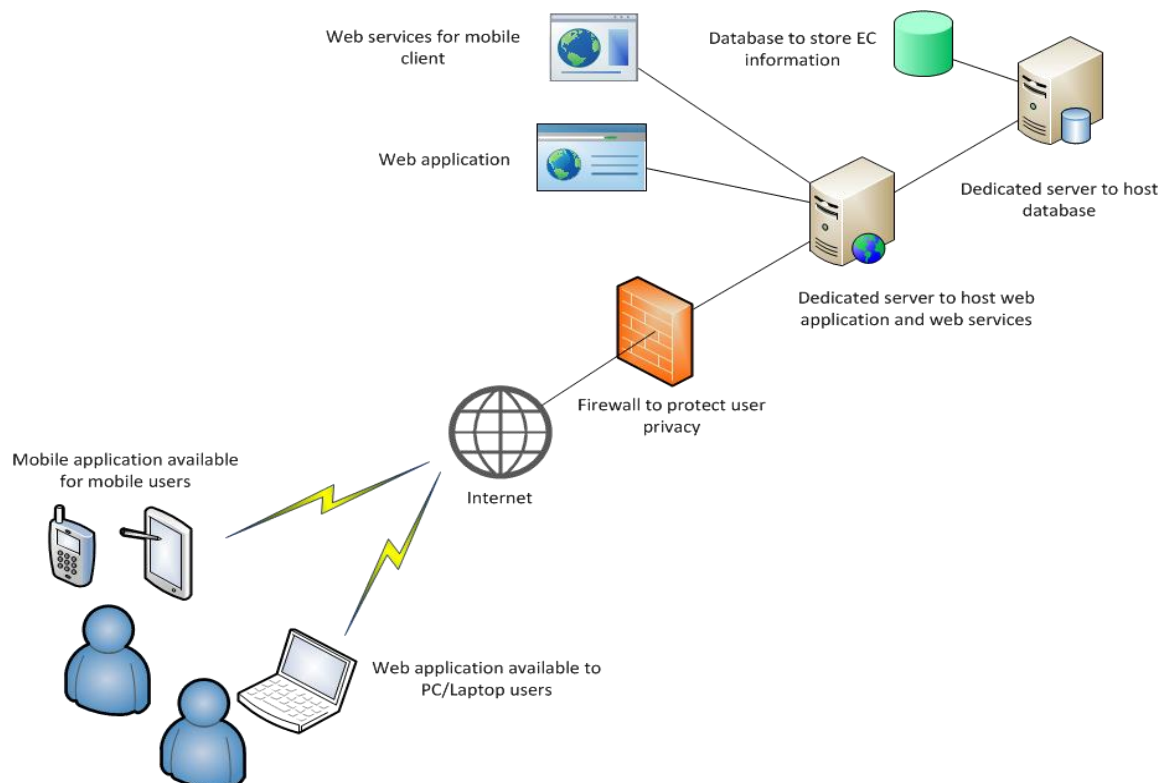 Web services for mobile
client
Database to store EC
information
Web application
Dedicated server to host
database
Dedicated server to host web
application and web services
Firewall to protect user
privacy
Mobile application available
for mobile users
Internet
Web application available to
PC/Laptop users